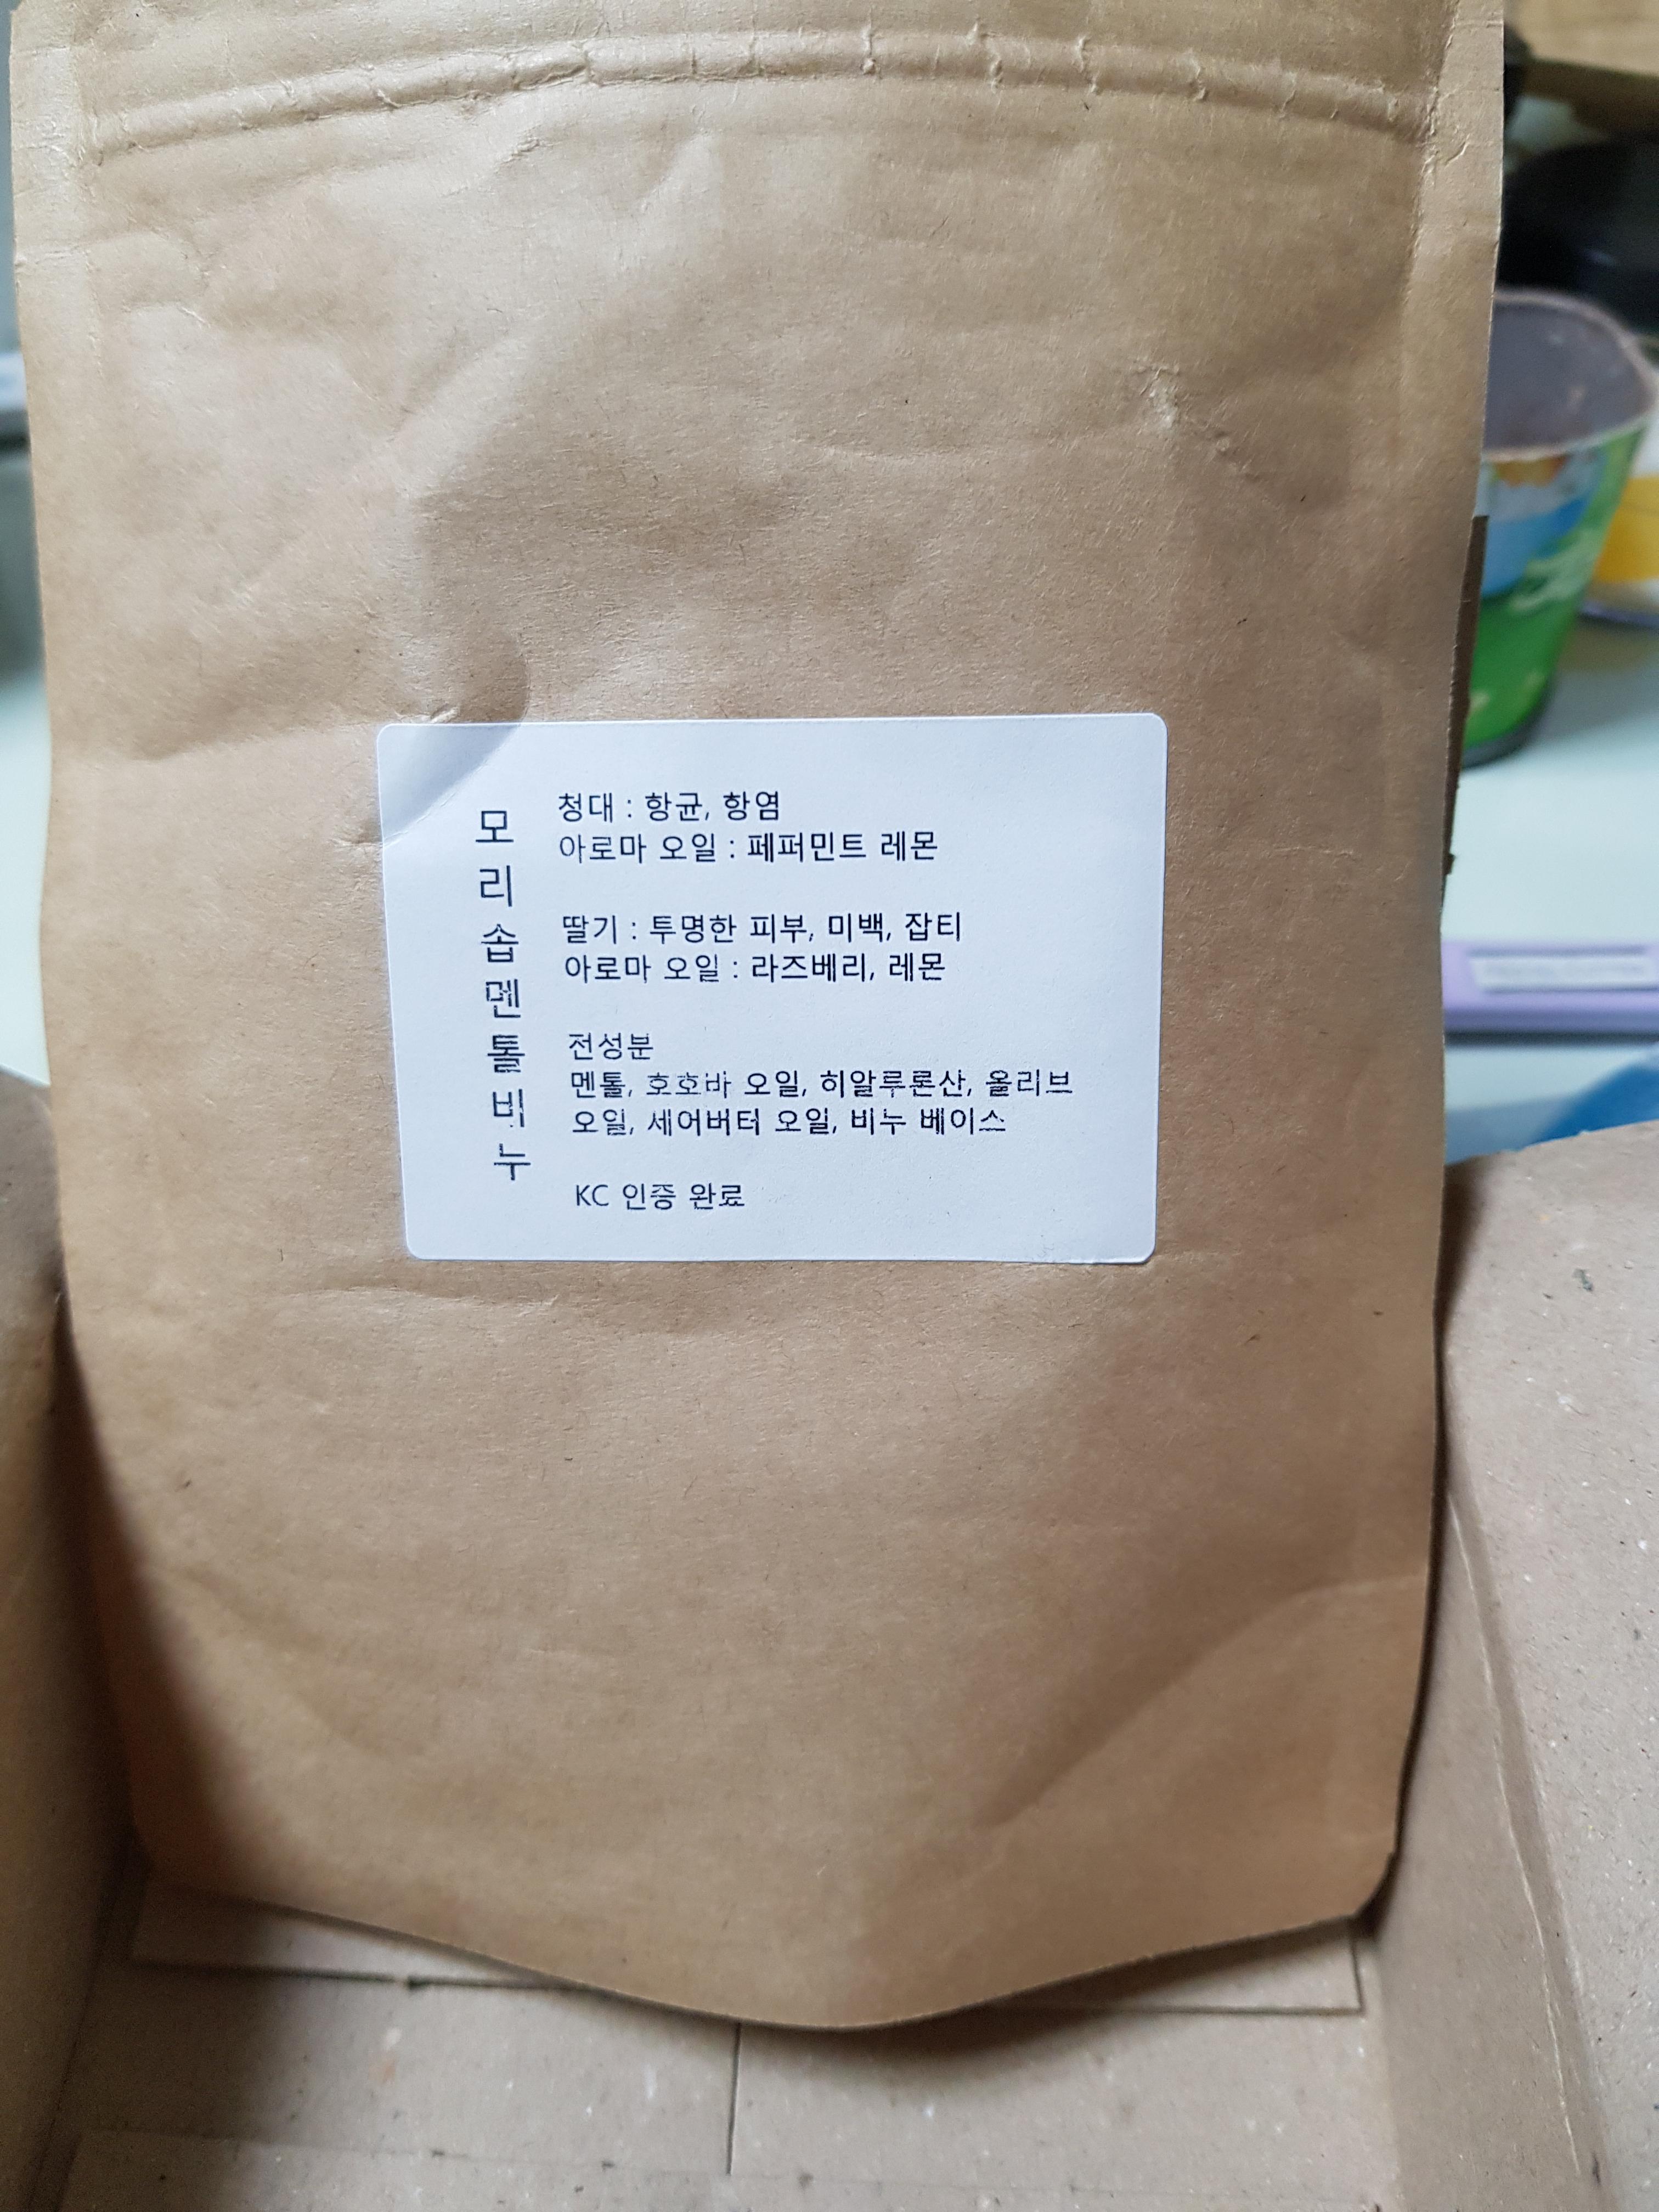 모리솝멘톨비누
청대 : 항균, 항염
아로마 오일 : 페퍼민트 레몬
딸기 : 투명한 피부, 미백, 잡티
아로마 오일 : 라즈베리, 레몬
전성분
멘톨, 호호바 오일, 히알루론산, 올리브
오일, 세어버터 오일, 비누 베이스
KC 인증 완료